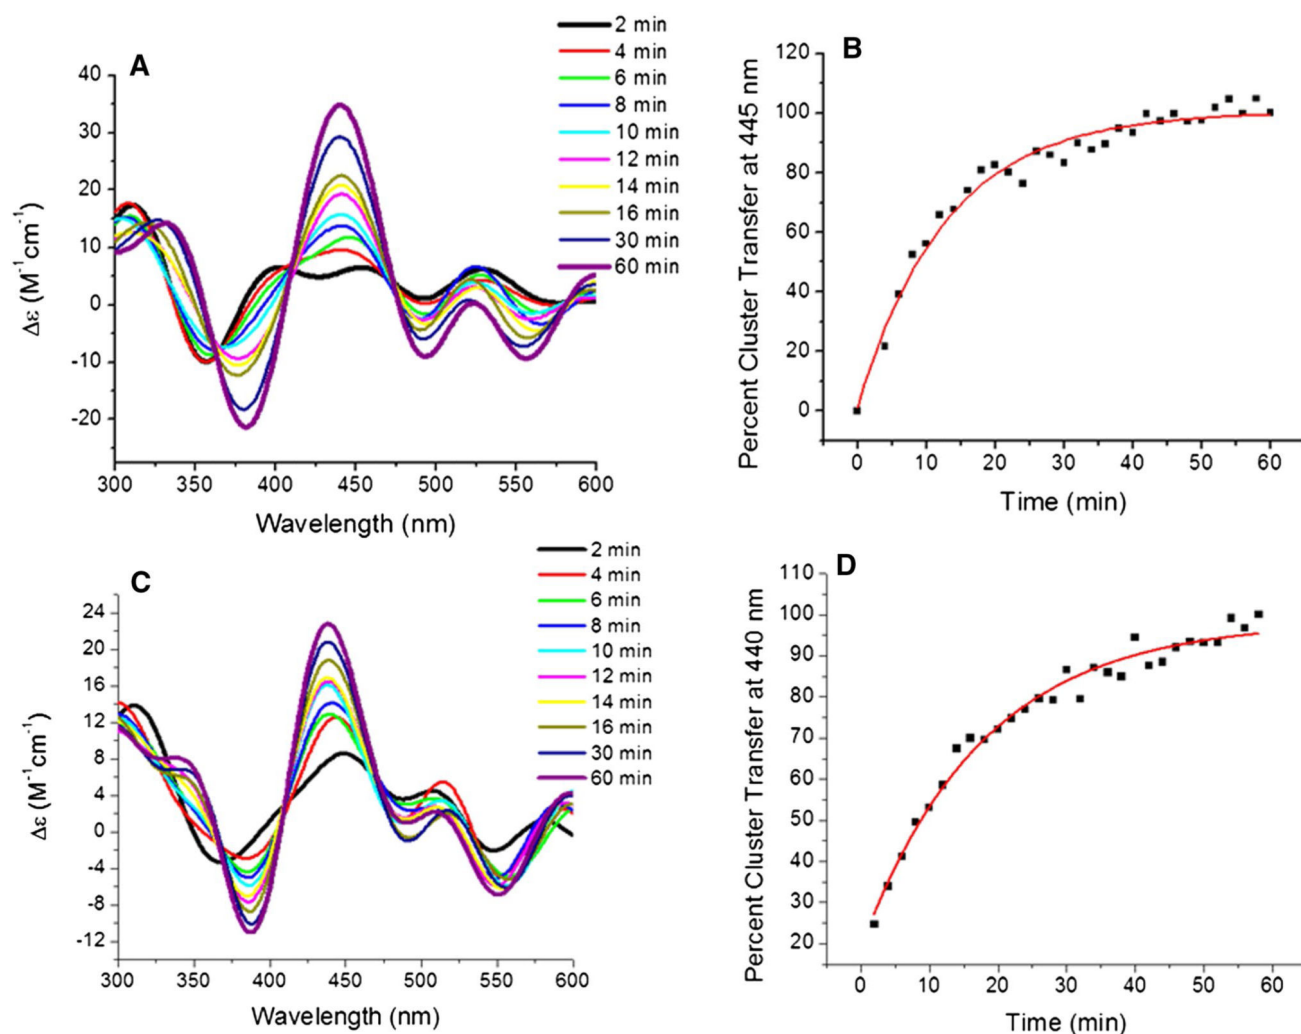 A
2 min
4 min
6 min
8 min
10 min
12 min
14 min
16 min
30 min
60 min
40
30
20
10
0
-10
-20
Δε (M⁻¹cm⁻¹)
300 350 400 450 500 550 600
Wavelength (nm)
B
120
100
80
60
40
20
0
Percent Cluster Transfer at 445 nm
0 10 20 30 40 50 60
Time (min)
C
2 min
4 min
6 min
8 min
10 min
12 min
14 min
16 min
30 min
60 min
24
20
16
12
8
4
0
-4
-8
-12
Δε (M⁻¹cm⁻¹)
300 350 400 450 500 550 600
Wavelength (nm)
D
110
100
90
80
70
60
50
40
30
20
Percent Cluster Transfer at 440 nm
0 10 20 30 40 50 60
Time (min)